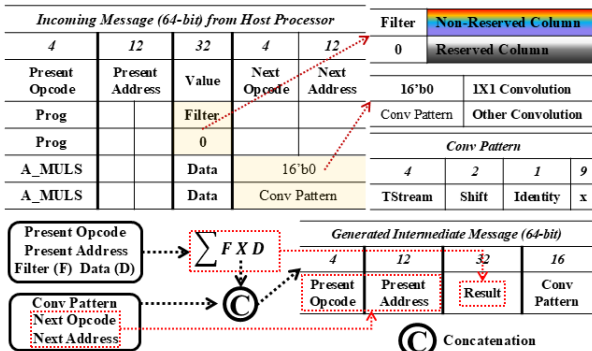 Incoming Message (64-bit) from Host Processor
4 12 32 4 12
Present Opcode Present Address Value Next Opcode Next Address
Prog Filter
Prog 0
A_MULS Data 16'b0
A_MULS Data Conv Pattern
Filter Non-Reserved Column
0 Reserved Column
16'b0 1X1 Convolution
Conv Pattern Other Convolution
Conv Pattern
4 2 1 9
TStream Shift Identity x
Present Opcode
Present Address
Filter (F) Data (D)
∑ F X D
Conv Pattern
Next Opcode
Next Address
C
Generated Intermediate Message (64-bit)
4 12 32 16
Present Opcode Present Address Result Conv Pattern
C Concatenation